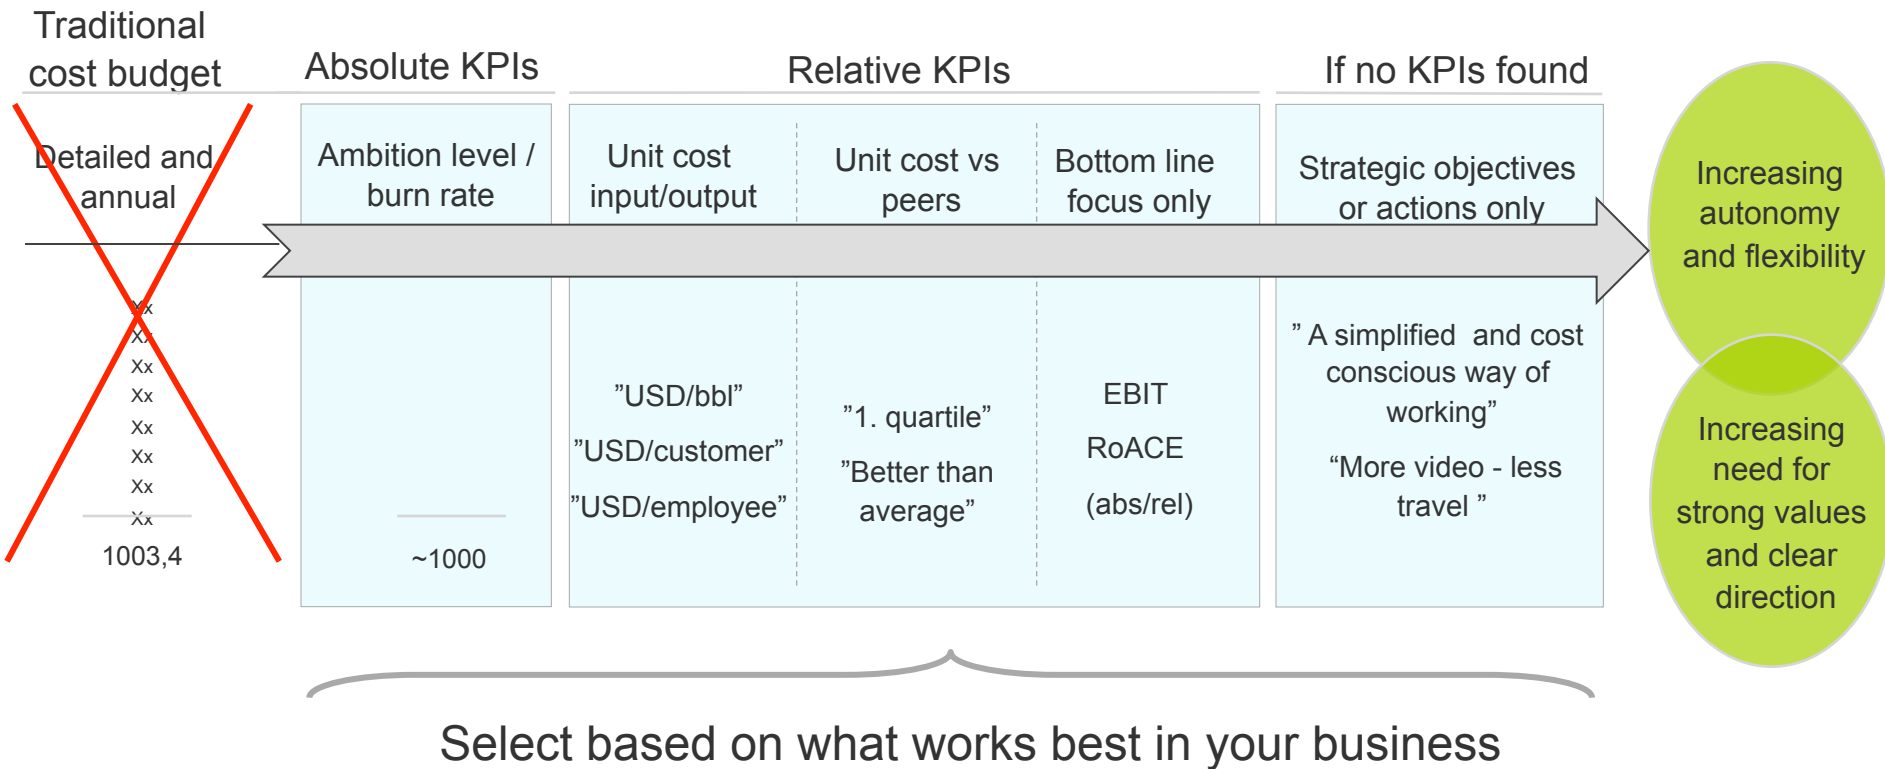 Traditional
cost budget
Absolute KPIs
Relative KPIs
If no KPIs found
Detailed and
annual
Xx
Xx
Xx
Xx
Xx
Xx
Xx
Xx
1003,4
Ambition level /
burn rate
~1000
Unit cost
input/output
”USD/bbl”
”USD/customer”
”USD/employee”
Unit cost vs
peers
”1. quartile”
”Better than
average”
Bottom line
focus only
EBIT
RoACE
(abs/rel)
Strategic objectives
or actions only
” A simplified and cost
conscious way of
working”
“More video - less
travel ”
Increasing
autonomy
and flexibility
Increasing
need for
strong values
and clear
direction
Select based on what works best in your business